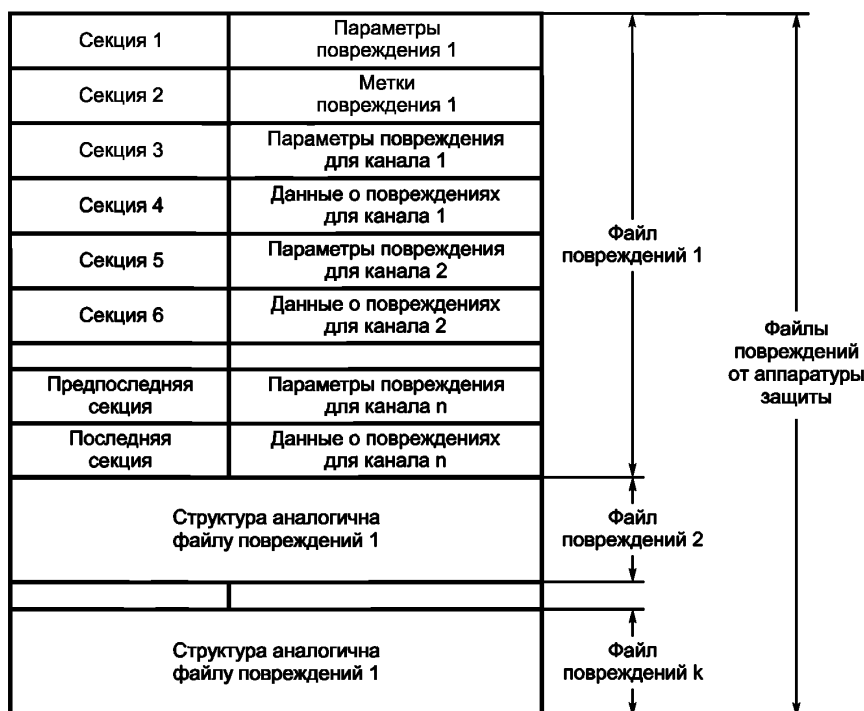 Секция 1
Параметры
повреждения 1
Секция 2
Метки
повреждения 1
Секция 3
Параметры повреждения
для канала 1
Секция 4
Данные о повреждениях
для канала 1
Секция 5
Параметры повреждения
для канала 2
Секция 6
Данные о повреждениях
для канала 2
Предпоследняя
секция
Параметры повреждения
для канала n
Последняя
секция
Данные о повреждениях
для канала n
Файл
повреждений 1
Структура аналогична
файлу повреждений 1
Файл
повреждений 2
Структура аналогична
файлу повреждений 1
Файл
повреждений k
Файлы
повреждений
от аппаратуры
защиты